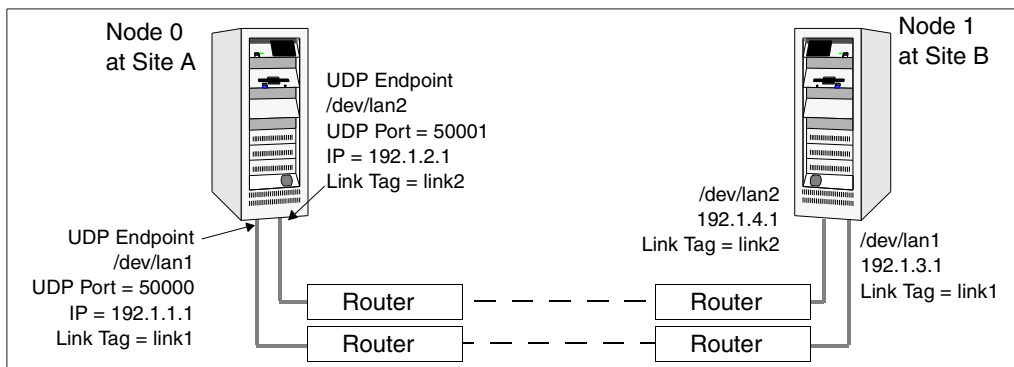 Node 0
at Site A
UDP Endpoint
/dev/lan2
UDP Port = 50001
IP = 192.1.2.1
Link Tag = link2
UDP Endpoint
/dev/lan1
UDP Port = 50000
IP = 192.1.1.1
Link Tag = link1
Node 1
at Site B
/dev/lan2
192.1.4.1
Link Tag = link2
/dev/lan1
192.1.3.1
Link Tag = link1
Router
Router
Router
Router